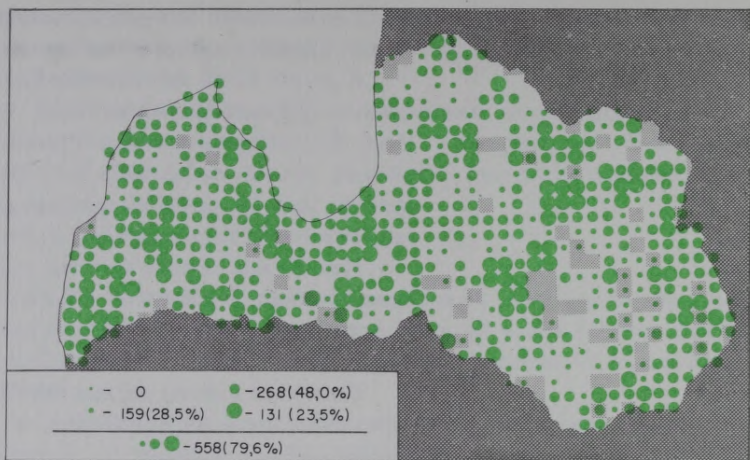 - 0 - 268 (48,0%)
- 159 (28,5%) - 131 (23,5%)
- 558 (79,6%)